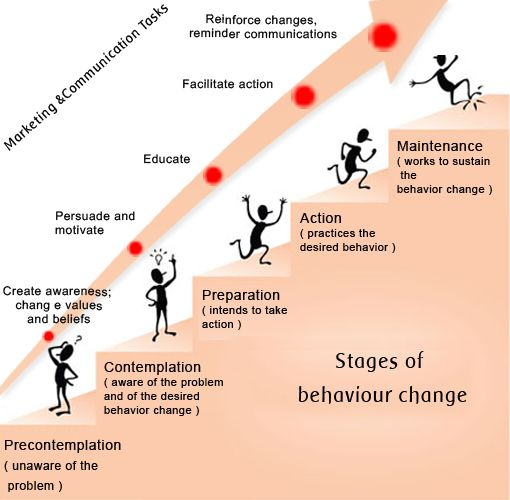 Marketing &Communication Tasks
Reinforce changes,
reminder communications
Facilitate action
Educate
Persuade and
motivate
Create awareness;
chang e values
and beliefs
?
Maintenance
( works to sustain
the
behavior change )
Action
( practices the
desired behavior )
Preparation
( intends to take
action )
Contemplation
( aware of the problem
and of the desired
behavior change )
Precontemplation
( unaware of the
problem )
Stages of
behaviour change